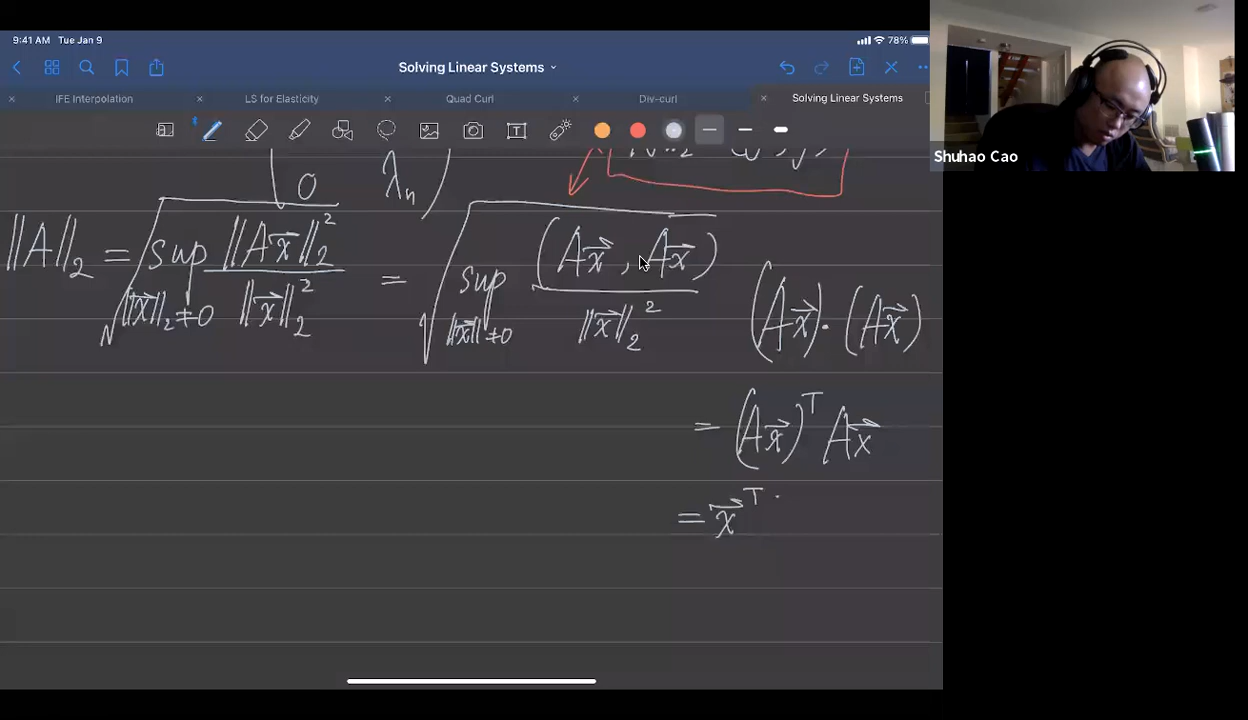 9:41 AM Tue Jan 9 78%
Solving Linear Systems
IFE Interpolation LS for Elasticity Quad Curl Div-curl Solving Linear Systems
Shuhao Cao
0 λₙ )
‖A‖₂ = √ sup ‖x⃗‖₂≠0 ‖Ax⃗‖₂² / ‖x⃗‖₂² = √ sup ‖x⃗‖≠0 (Ax⃗, Ax⃗) / ‖x⃗‖₂² (Ax⃗)·(Ax⃗)
= (Ax⃗)ᵀ Ax⃗
= x⃗ᵀ ·